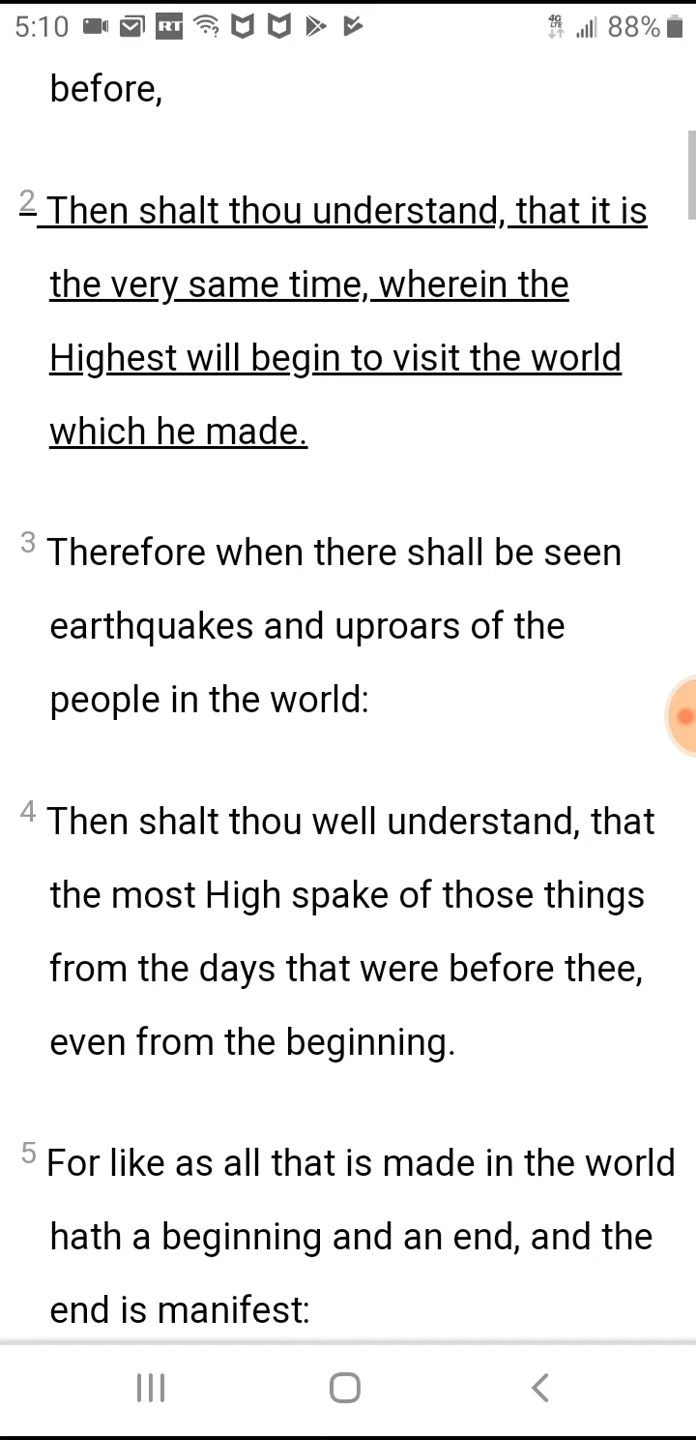 5:10 RT 4G LTE 88%
before,
2 Then shalt thou understand, that it is
the very same time, wherein the
Highest will begin to visit the world
which he made.
3 Therefore when there shall be seen
earthquakes and uproars of the
people in the world:
4 Then shalt thou well understand, that
the most High spake of those things
from the days that were before thee,
even from the beginning.
5 For like as all that is made in the world
hath a beginning and an end, and the
end is manifest: